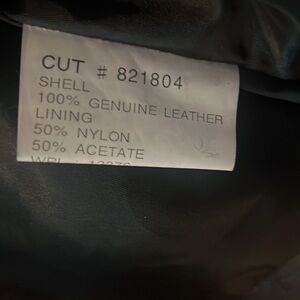 CUT # 821804
SHELL
100% GENUINE LEATHER
LINING
50% NYLON
50% ACETATE